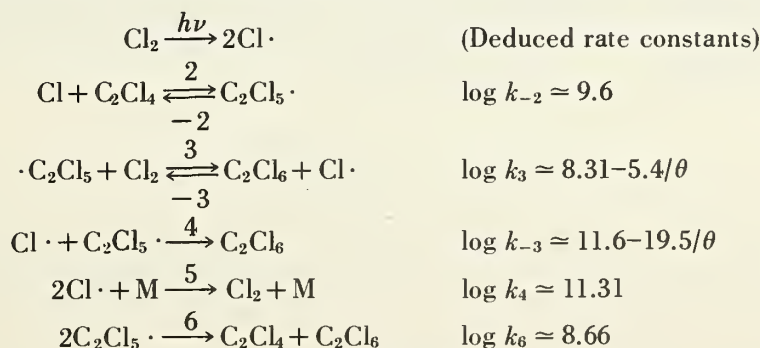 Cl₂ —hν→ 2Cl· (Deduced rate constants)
Cl + C₂Cl₄ ⇌ C₂Cl₅· log k₋₂ ≃ 9.6
2
−2
·C₂Cl₅ + Cl₂ ⇌ C₂Cl₆ + Cl· log k₃ ≃ 8.31–5.4/θ
3
−3
Cl· + C₂Cl₅· —4→ C₂Cl₆ log k₋₃ ≃ 11.6–19.5/θ
2Cl· + M —5→ Cl₂ + M log k₄ ≃ 11.31
2C₂Cl₅· —6→ C₂Cl₄ + C₂Cl₆ log k₆ ≃ 8.66